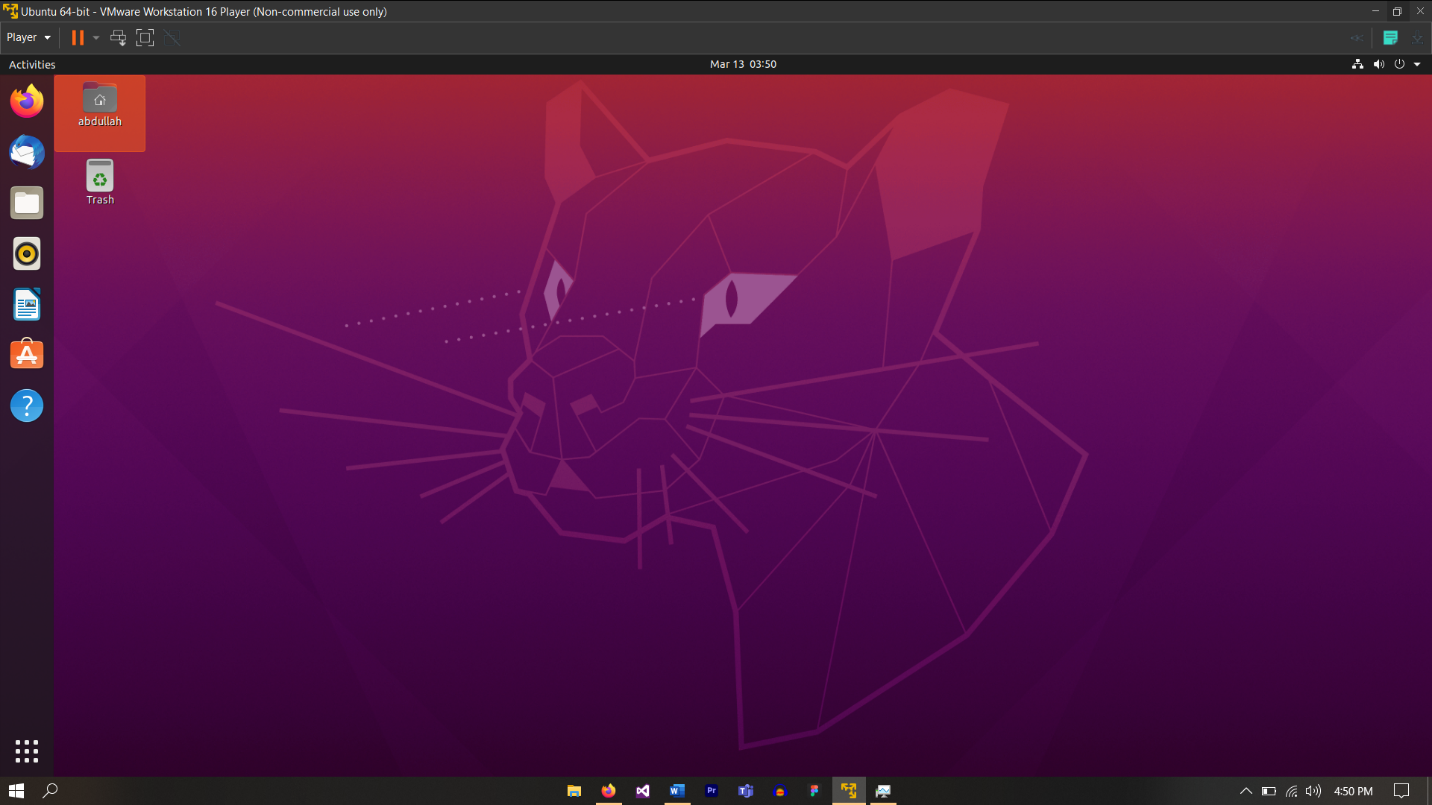 Ubuntu 64-bit - VMware Workstation 16 Player (Non-commercial use only)
Player
Activities
Mar 13 03:50
abdullah
Trash
?
W
Pr
4:50 PM